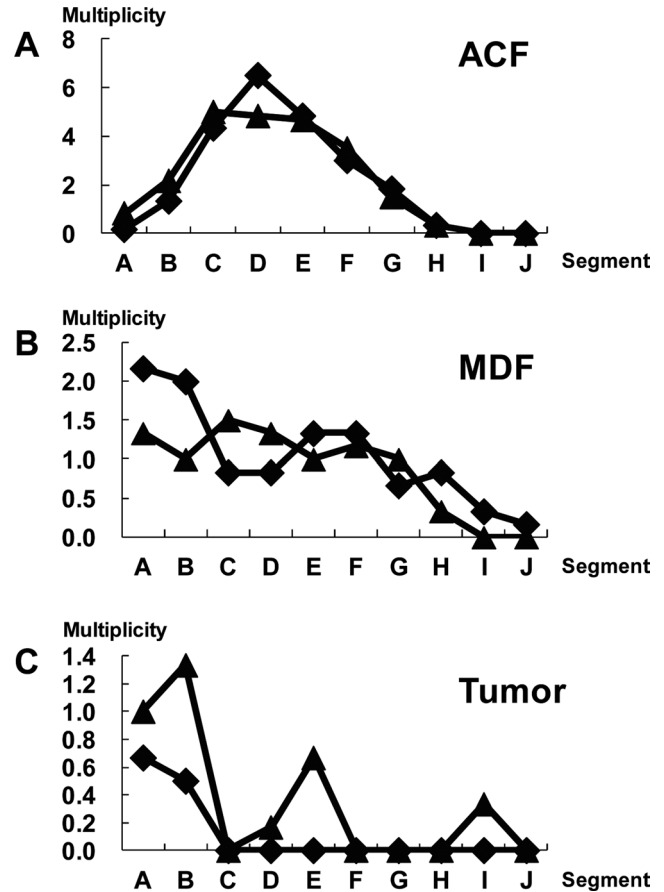 Multiplicity
A
ACF
8
6
4
2
0
A B C D E F G H I J Segment
Multiplicity
B
MDF
2.5
2.0
1.5
1.0
0.5
0.0
A B C D E F G H I J Segment
Multiplicity
C
Tumor
1.4
1.2
1.0
0.8
0.6
0.4
0.2
0.0
A B C D E F G H I J Segment